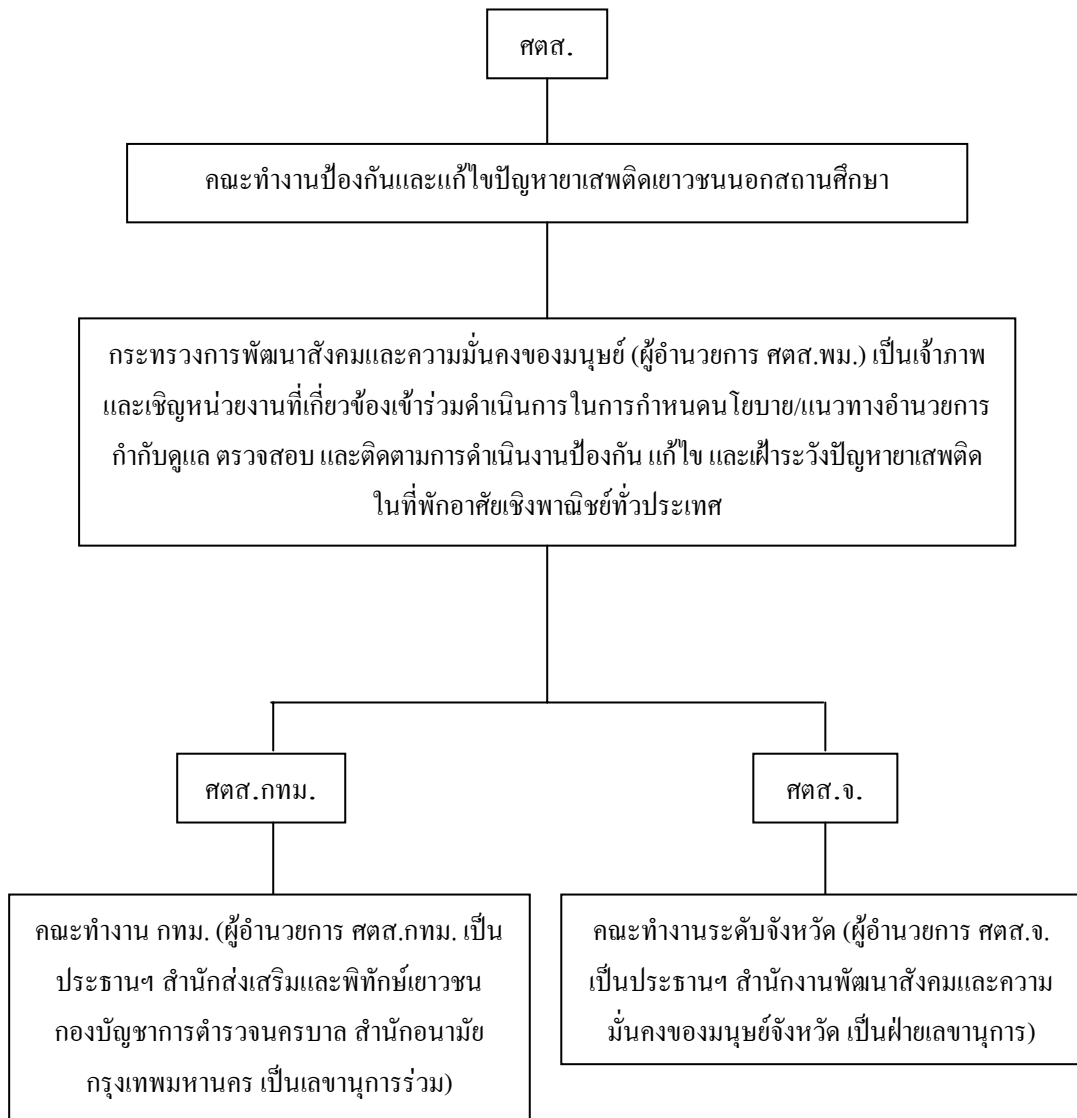 ศตส.
คณะทำงานป้องกันและแก้ไขปัญหายาเสพติดเยาวชนนอกสถานศึกษา
กระทรวงการพัฒนาสังคมและความมั่นคงของมนุษย์ (ผู้อำนวยการ ศตส.พม.) เป็นเจ้าภาพ
และเชิญหน่วยงานที่เกี่ยวข้องเข้าร่วมดำเนินการในการกำหนดนโยบาย/แนวทางอำนวยการ
กำกับดูแล ตรวจสอบ และติดตามการดำเนินงานป้องกัน แก้ไข และเฝ้าระวังปัญหายาเสพติด
ในที่พักอาศัยเชิงพาณิชย์ทั่วประเทศ
ศตส.กทม.
คณะทำงาน กทม. (ผู้อำนวยการ ศตส.กทม. เป็น
ประธานฯ สำนักส่งเสริมและพิทักษ์เยาวชน
กองบัญชาการตำรวจนครบาล สำนักอนามัย
กรุงเทพมหานคร เป็นเลขานุการร่วม)
ศตส.จ.
คณะทำงานระดับจังหวัด (ผู้อำนวยการ ศตส.จ.
เป็นประธานฯ สำนักงานพัฒนาสังคมและความ
มั่นคงของมนุษย์จังหวัด เป็นฝ่ายเลขานุการ)